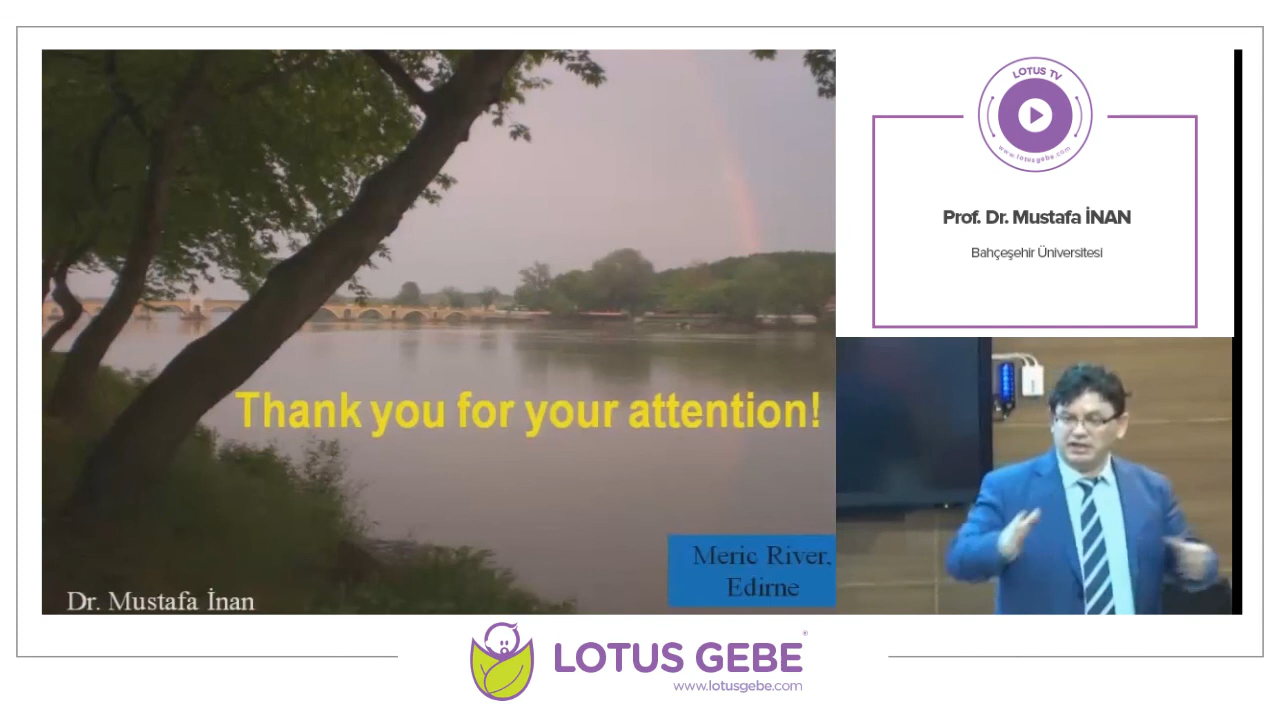 Thank you for your attention!
Meric River,
Edirne
Dr. Mustafa İnan
LOTUS TV
www.lotusgebe.com
Prof. Dr. Mustafa İNAN
Bahçeşehir Üniversitesi
LOTUS GEBE®
www.lotusgebe.com